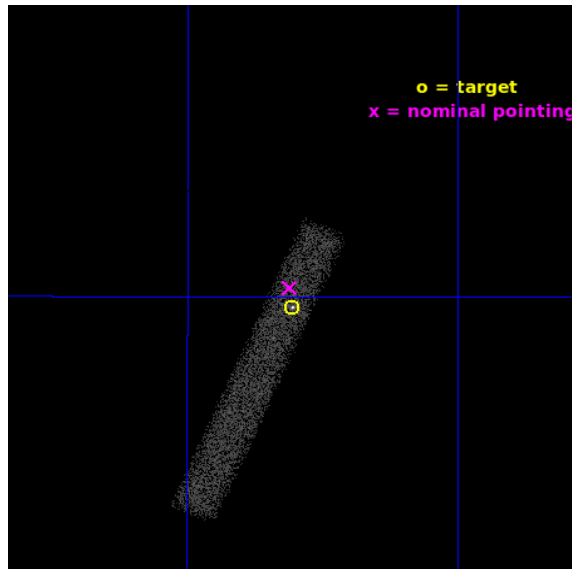 o = target
x = nominal pointing